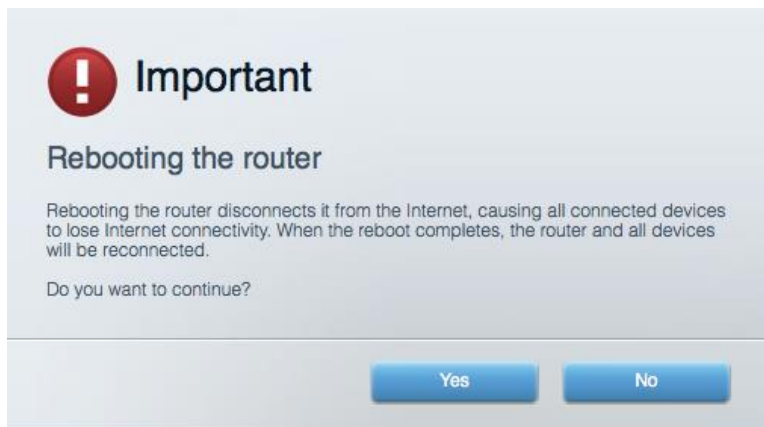 Important
Rebooting the router
Rebooting the router disconnects it from the Internet, causing all connected devices
to lose Internet connectivity. When the reboot completes, the router and all devices
will be reconnected.
Do you want to continue?
Yes No